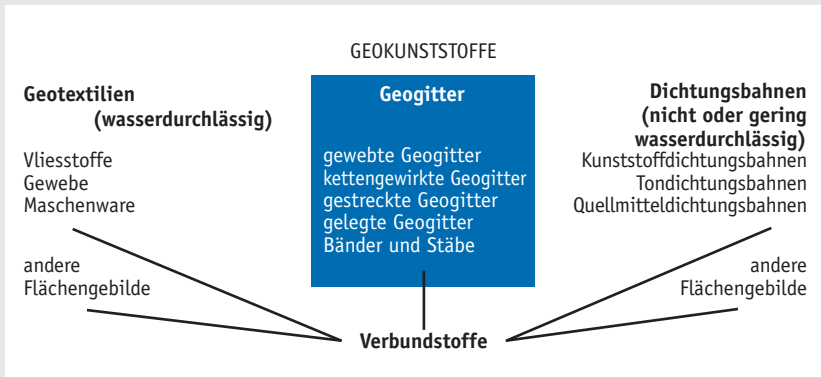 GEOKUNSTSTOFFE
Geotextilien
(wasserdurchlässig)
Vliesstoffe
Gewebe
Maschenware
andere
Flächengebilde
Geogitter
gewebte Geogitter
kettengewirkte Geogitter
gestreckte Geogitter
gelegte Geogitter
Bänder und Stäbe
Dichtungsbahnen
(nicht oder gering
wasserdurchlässig)
Kunststoffdichtungsbahnen
Tondichtungsbahnen
Quellmitteldichtungsbahnen
andere
Flächengebilde
Verbundstoffe